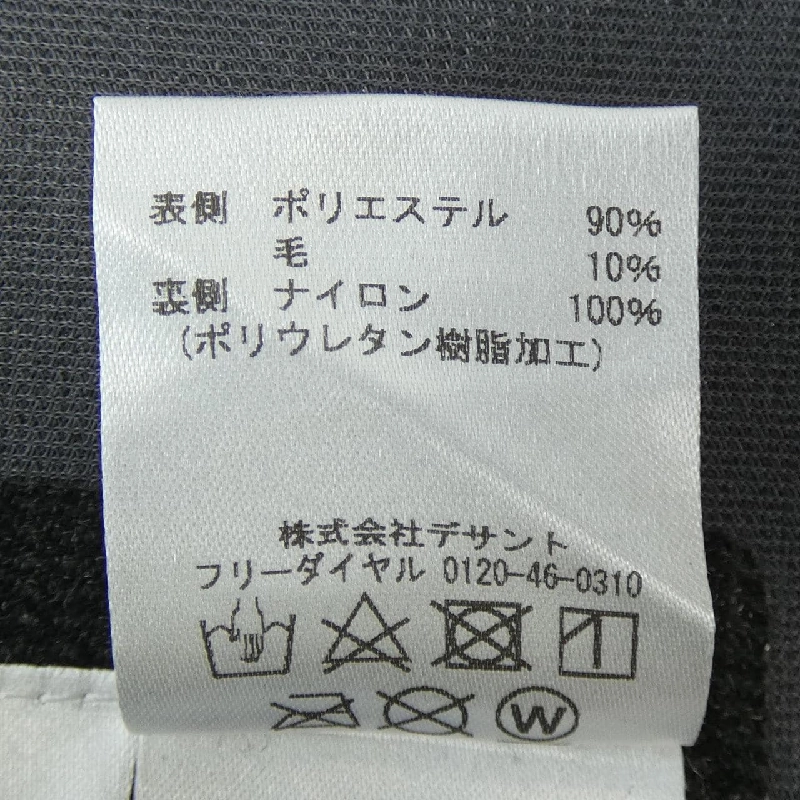 表側 ポリエステル 90%
毛 10%
裏側 ナイロン 100%
(ポリウレタン樹脂加工)
株式会社デサント
フリーダイヤル 0120-46-0310
W